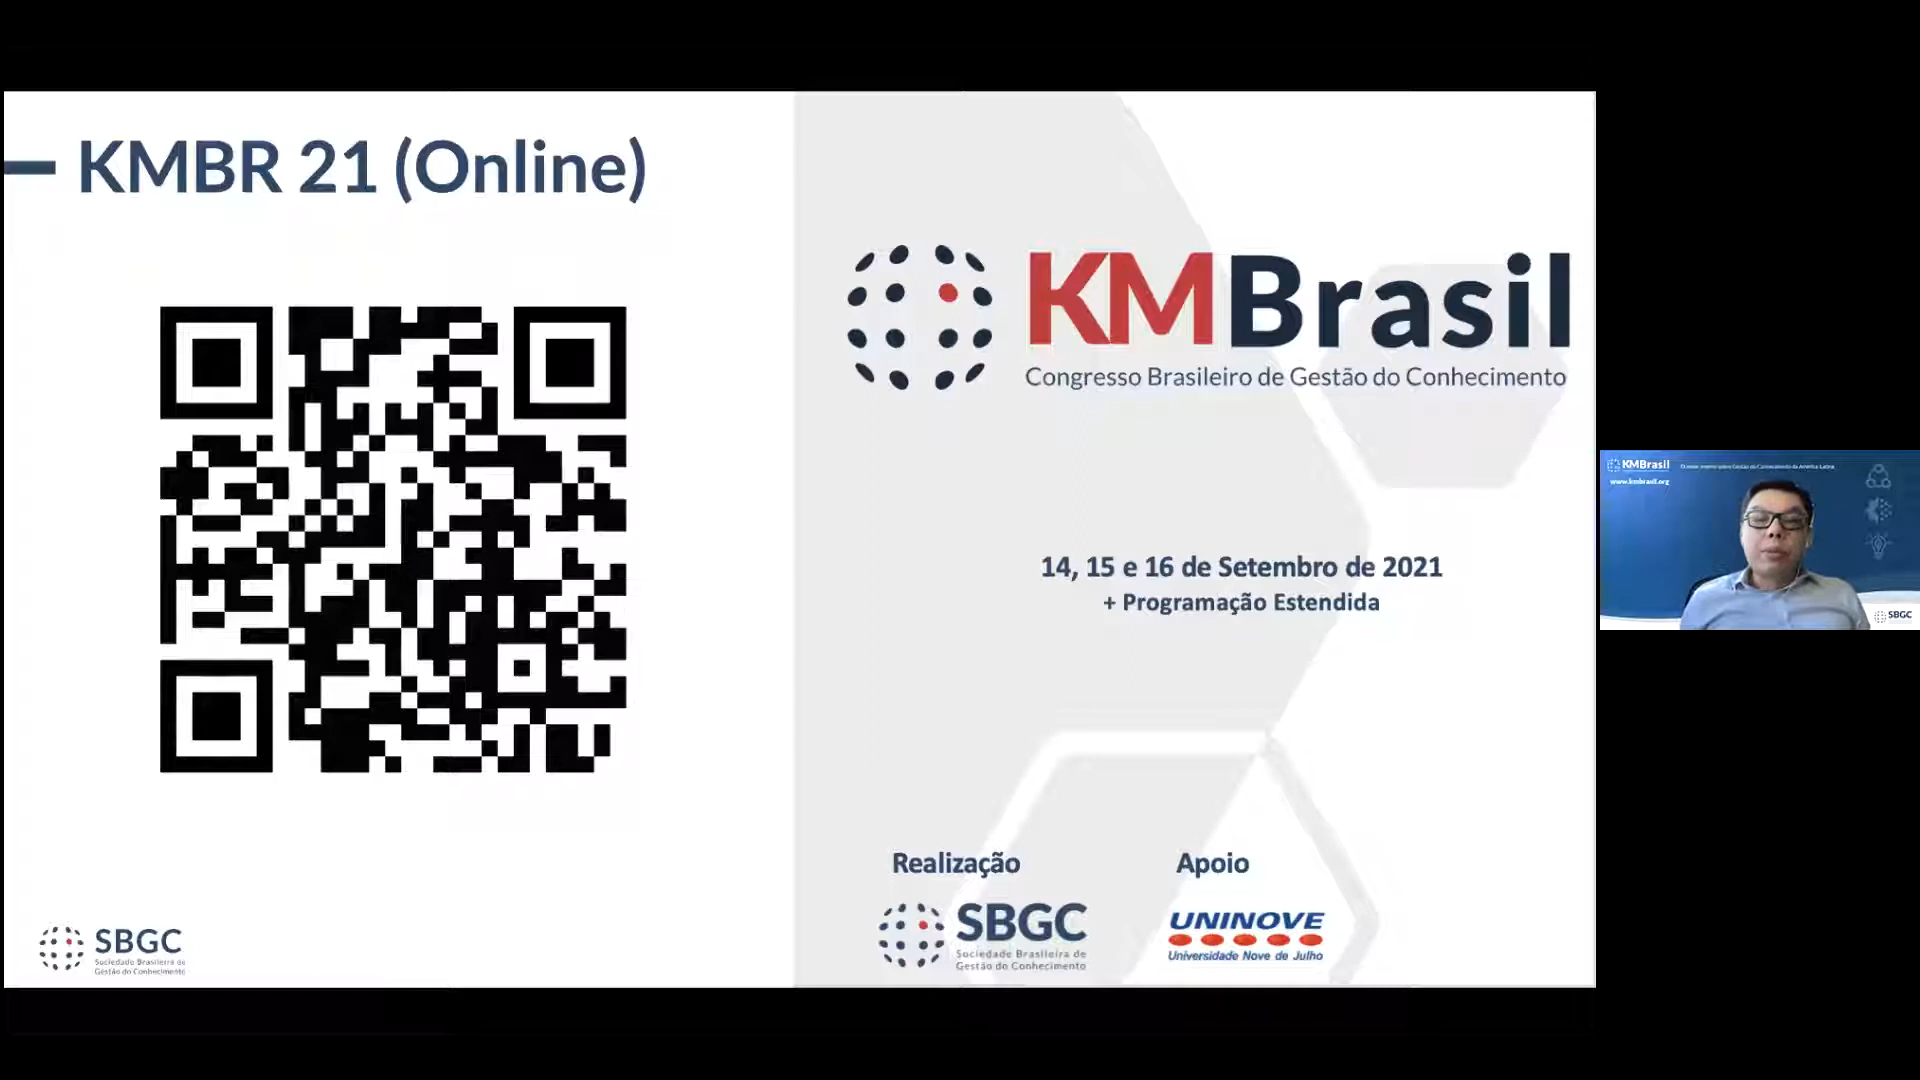 KMBR 21 (Online)
KMBrasil
Congresso Brasileiro de Gestão do Conhecimento
14, 15 e 16 de Setembro de 2021
+ Programação Estendida
Realização
Apoio
SBGC
Sociedade Brasileira de
Gestão do Conhecimento
UNINOVE
Universidade Nove de Julho
SBGC
Sociedade Brasileira de
Gestão do Conhecimento
KMBrasil
www.kmbrasil.org
SBGC